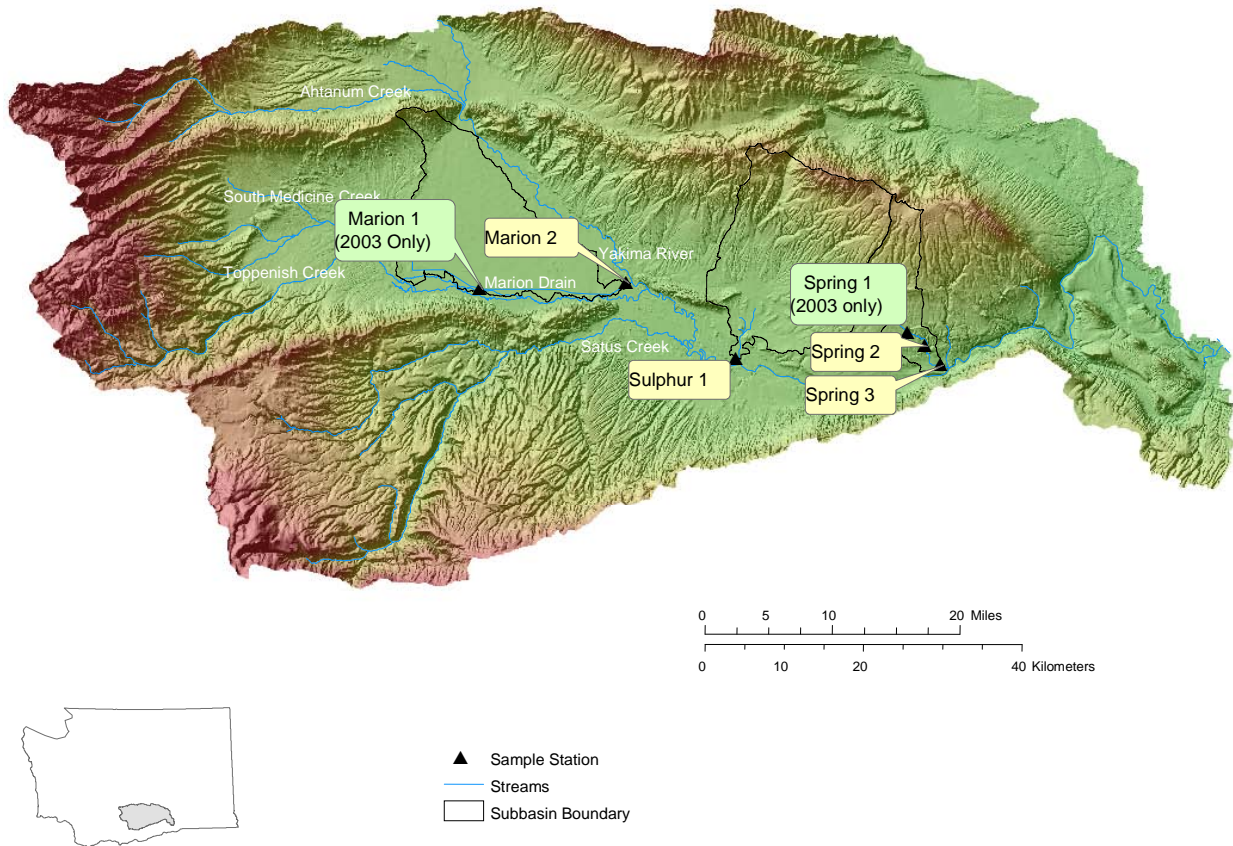 Ahtanum Creek
South Medicine Creek
Marion 1
(2003 Only)
Marion 2
Yakima River
Toppenish Creek
Marion Drain
Spring 1
(2003 only)
Satus Creek
Spring 2
Sulphur 1
Spring 3
0 5 10 20 Miles
0 10 20 40 Kilometers
Sample Station
Streams
Subbasin Boundary